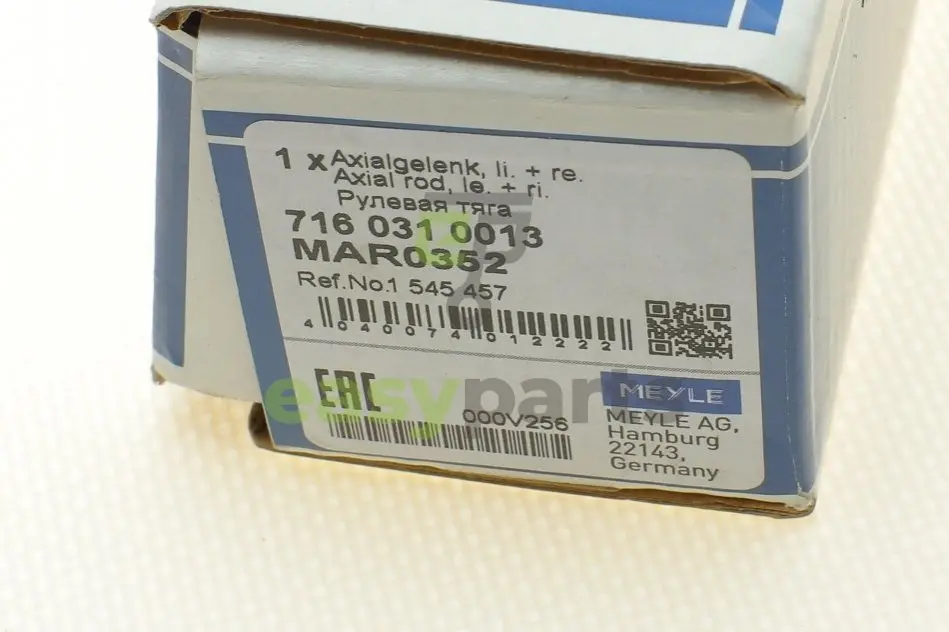 1 x Axialgelenk, li. + re.
Axial rod, le. + ri.
Рулевая тяга
716 031 0013
MAR0352
Ref.No.1 545 457
4 040074 012222
EAC
easyparts
000V256
MEYLE
MEYLE AG,
Hamburg
22143,
Germany